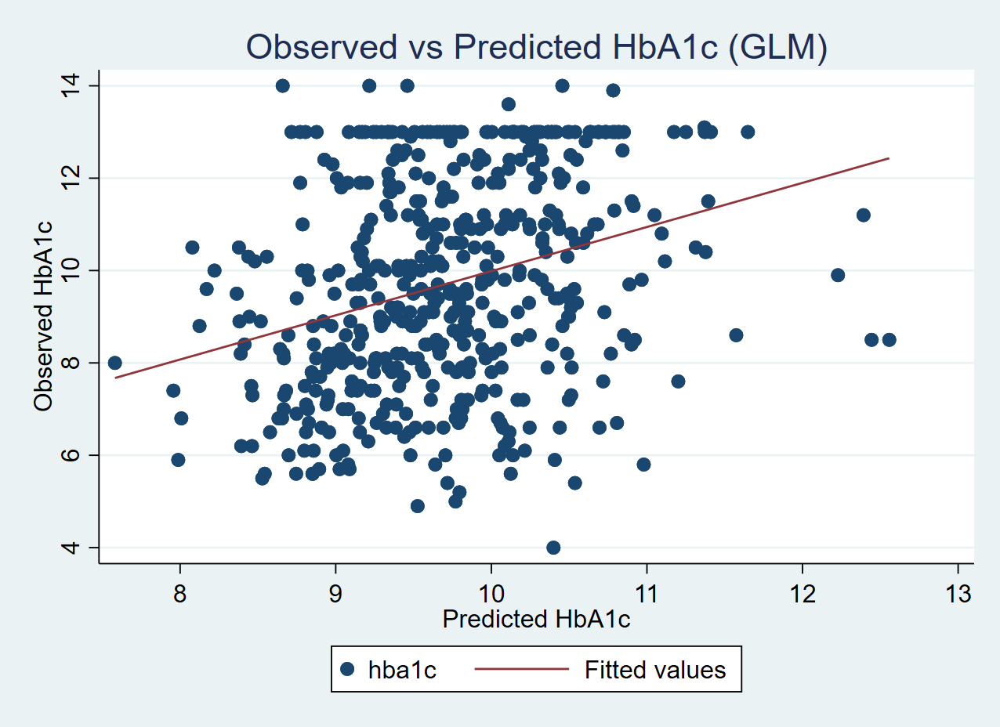 Observed vs Predicted HbA1c (GLM)
Observed HbA1c
14
12
10
8
6
4
8 9 10 11 12 13
Predicted HbA1c
hba1c Fitted values